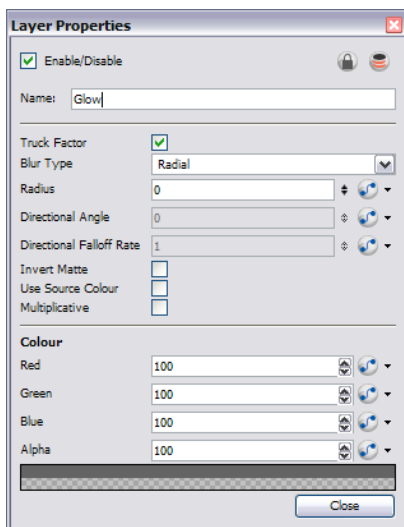 Layer Properties
Enable/Disable
Name: Glow
Truck Factor
Blur Type Radial
Radius 0
Directional Angle 0
Directional Falloff Rate 1
Invert Matte
Use Source Colour
Multiplicative
Colour
Red 100
Green 100
Blue 100
Alpha 100
Close